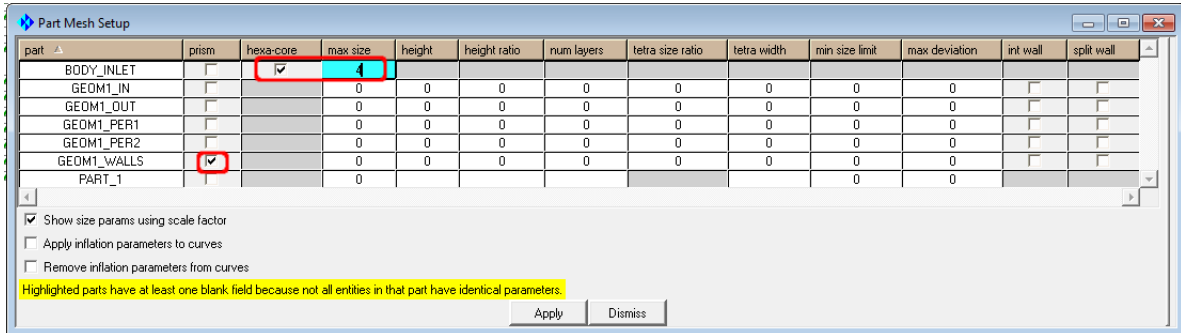 Part Mesh Setup
part prism hexa-core max size height height ratio num layers tetra size ratio tetra width min size limit max deviation int wall split wall
BODY_INLET 4
GEOM1_IN 0 0 0 0 0 0 0 0
GEOM1_OUT 0 0 0 0 0 0 0 0
GEOM1_PER1 0 0 0 0 0 0 0 0
GEOM1_PER2 0 0 0 0 0 0 0 0
GEOM1_WALLS 0 0 0 0 0 0 0 0
PART_1 0 0 0
Show size params using scale factor
Apply inflation parameters to curves
Remove inflation parameters from curves
Highlighted parts have at least one blank field because not all entities in that part have identical parameters.
Apply Dismiss